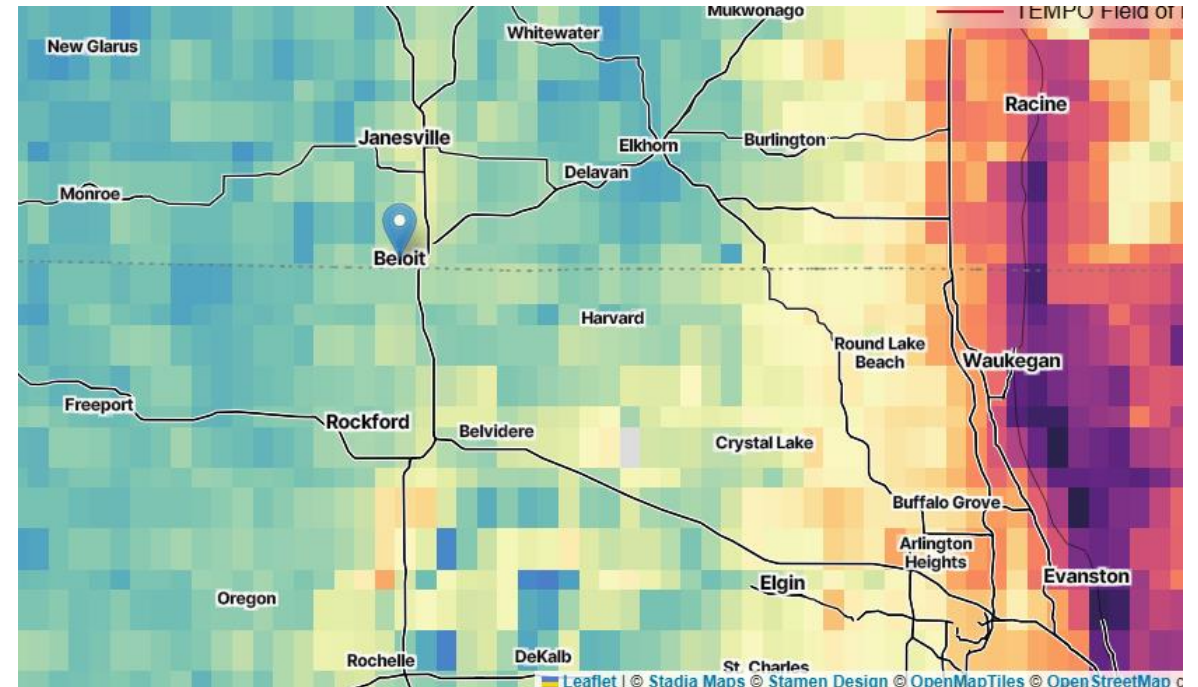 Mukwonago
TEMPO Field of
Whitewater
New Glarus
Racine
Janesville
Elkhorn
Burlington
Delavan
Monroe
Beloit
Harvard
Round Lake
Beach
Waukegan
Freeport
Rockford
Belvidere
Crystal Lake
Buffalo Grove
Arlington
Heights
Evanston
Elgin
Oregon
Rochelle
DeKalb
St. Charles
Leaflet | © Stadia Maps © Stamen Design © OpenMapTiles © OpenStreetMap c